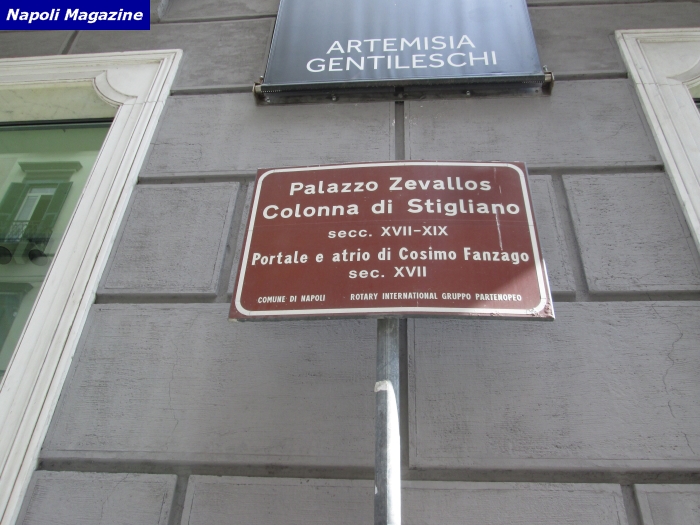 Napoli Magazine
ARTEMISIA
GENTILESCHI
Palazzo Zevallos
Colonna di Stigliano
secc. XVII-XIX
Portale e atrio di Cosimo Fanzago
sec. XVII
COMUNE DI NAPOLI ROTARY INTERNATIONAL GRUPPO PARTENOPEO